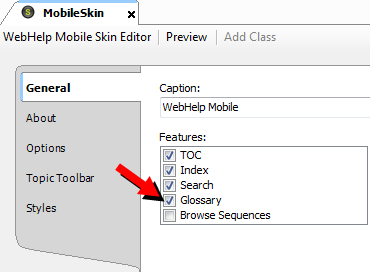 MobileSkin
WebHelp Mobile Skin Editor Preview Add Class
General
About
Options
Topic Toolbar
Styles
Caption:
WebHelp Mobile
Features:
TOC
Index
Search
Glossary
Browse Sequences